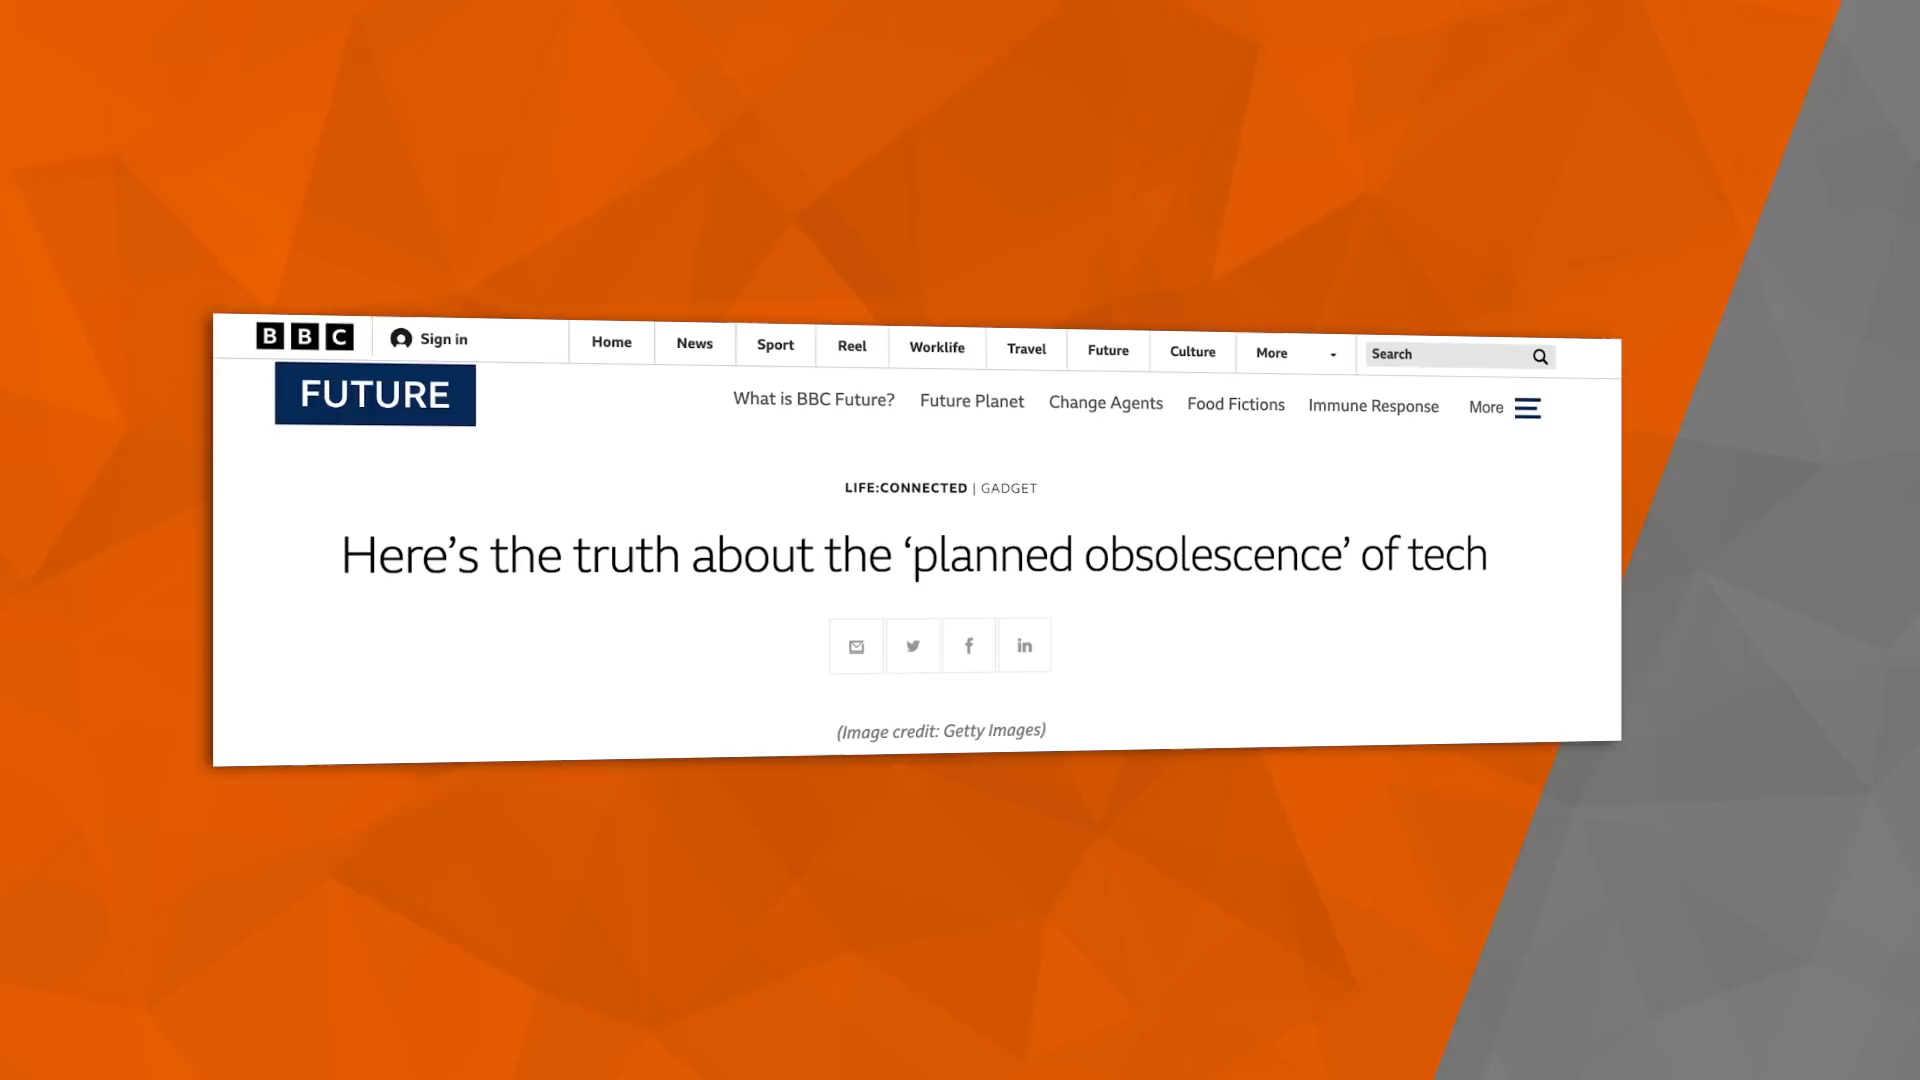 BBC Sign in Home News Sport Reel Worklife Travel Future Culture More Search
FUTURE What is BBC Future? Future Planet Change Agents Food Fictions Immune Response More
LIFE:CONNECTED | GADGET
Here’s the truth about the ‘planned obsolescence’ of tech
(Image credit: Getty Images)